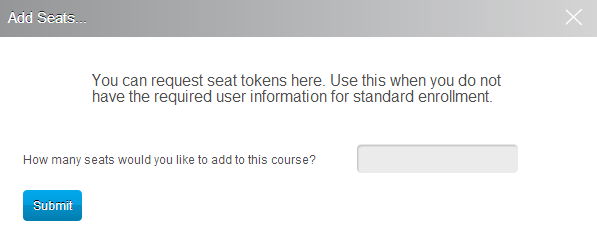 Add Seats...
You can request seat tokens here. Use this when you do not
have the required user information for standard enrollment.
How many seats would you like to add to this course?
Submit